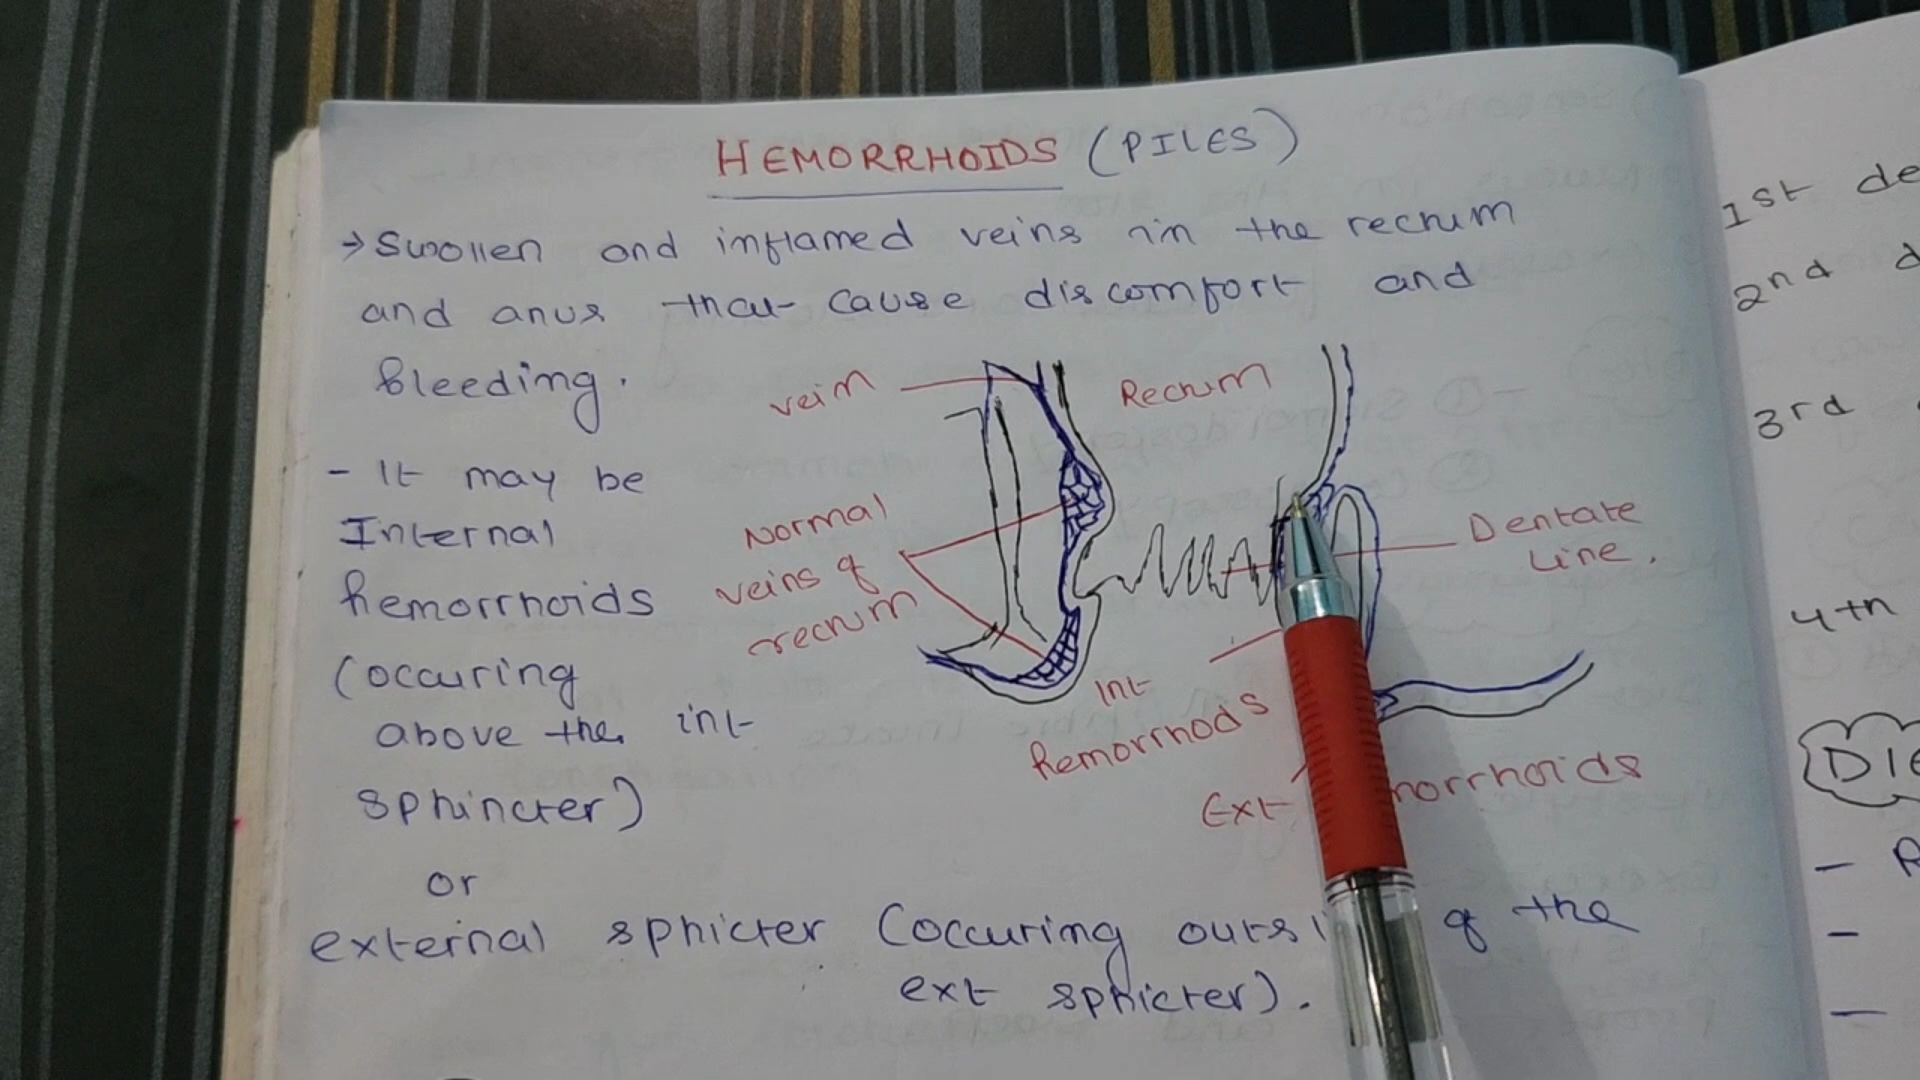 HEMORRHOIDS (PILES)
→ Swollen and inflamed veins in the rectum
and anus that cause discomfort and
bleeding.
- It may be
Internal
hemorrhoids
(occuring
above the int
sphincter)
or
external sphicter (occuring outsi of the
ext sphicter).
vein
Rectum
Normal
veins of
rectum
Dentate
Line.
Int
Hemorrhods
Ext morrhoids
1st de
2nd d
3rd
4th
DIE
- R
-
-